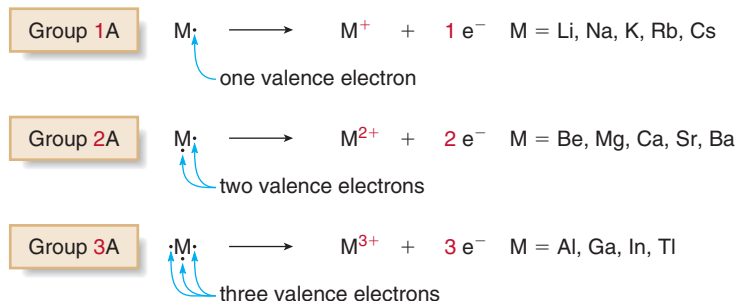 Group 1A M· ⟶ M⁺ + 1 e⁻ M = Li, Na, K, Rb, Cs
one valence electron
Group 2A Ṃ· ⟶ M²⁺ + 2 e⁻ M = Be, Mg, Ca, Sr, Ba
two valence electrons
Group 3A ·Ṃ· ⟶ M³⁺ + 3 e⁻ M = Al, Ga, In, Tl
three valence electrons